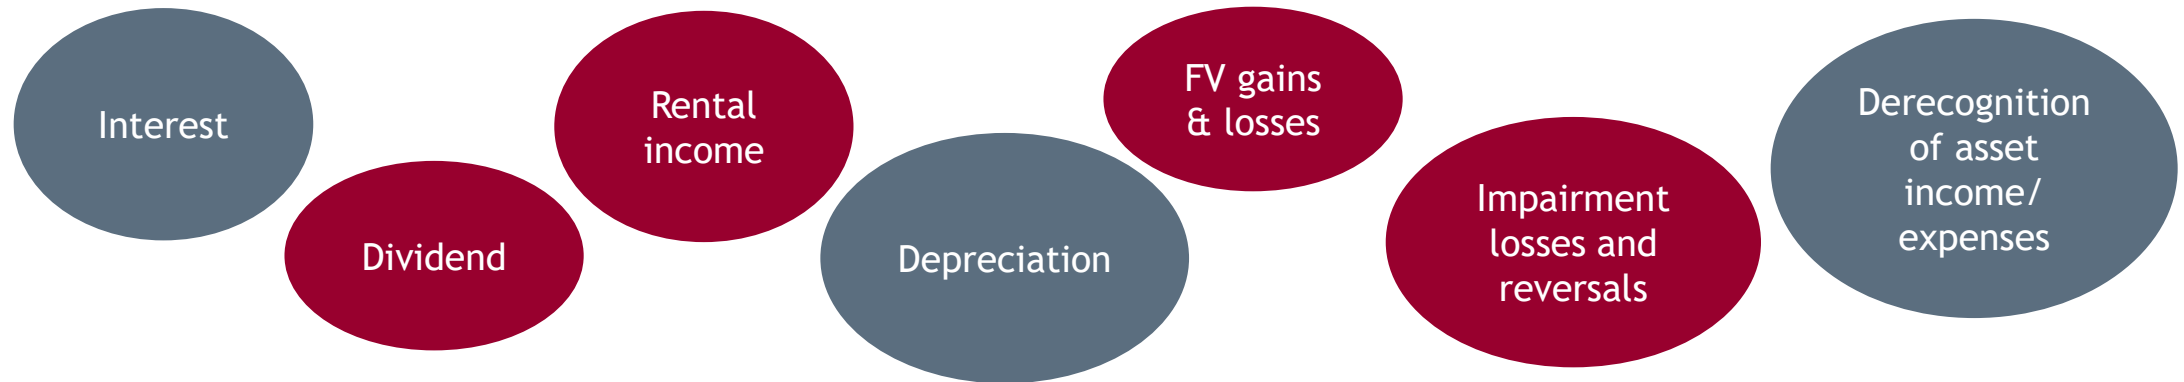 Interest
Dividend
Rental
income
Depreciation
FV gains
& losses
Impairment
losses and
reversals
Derecognition
of asset
income/
expenses